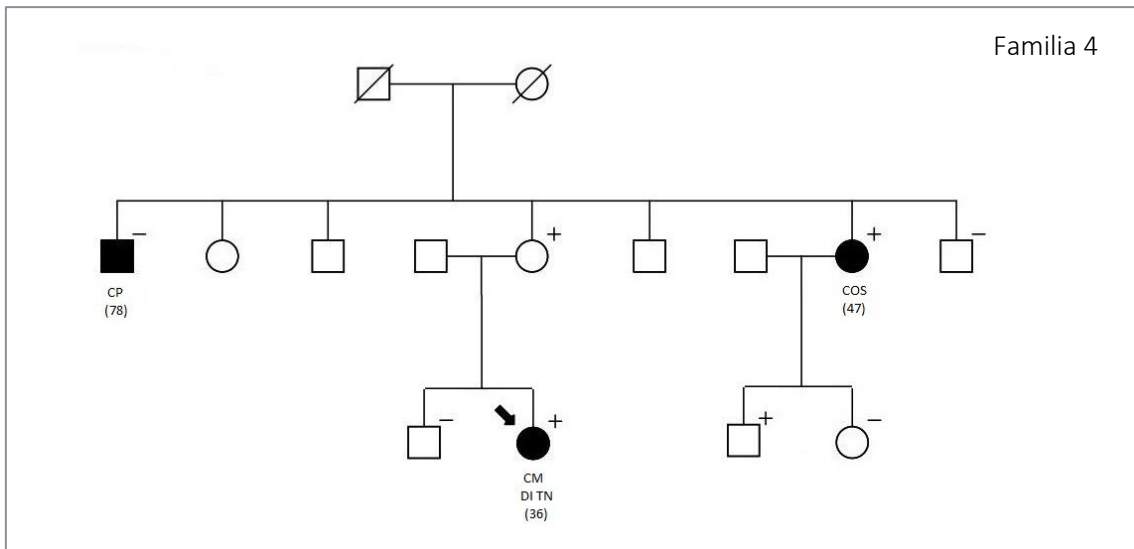 Familia 4
− + + −
CP
(78)
COS
(47)
− + + −
CM
DI TN
(36)